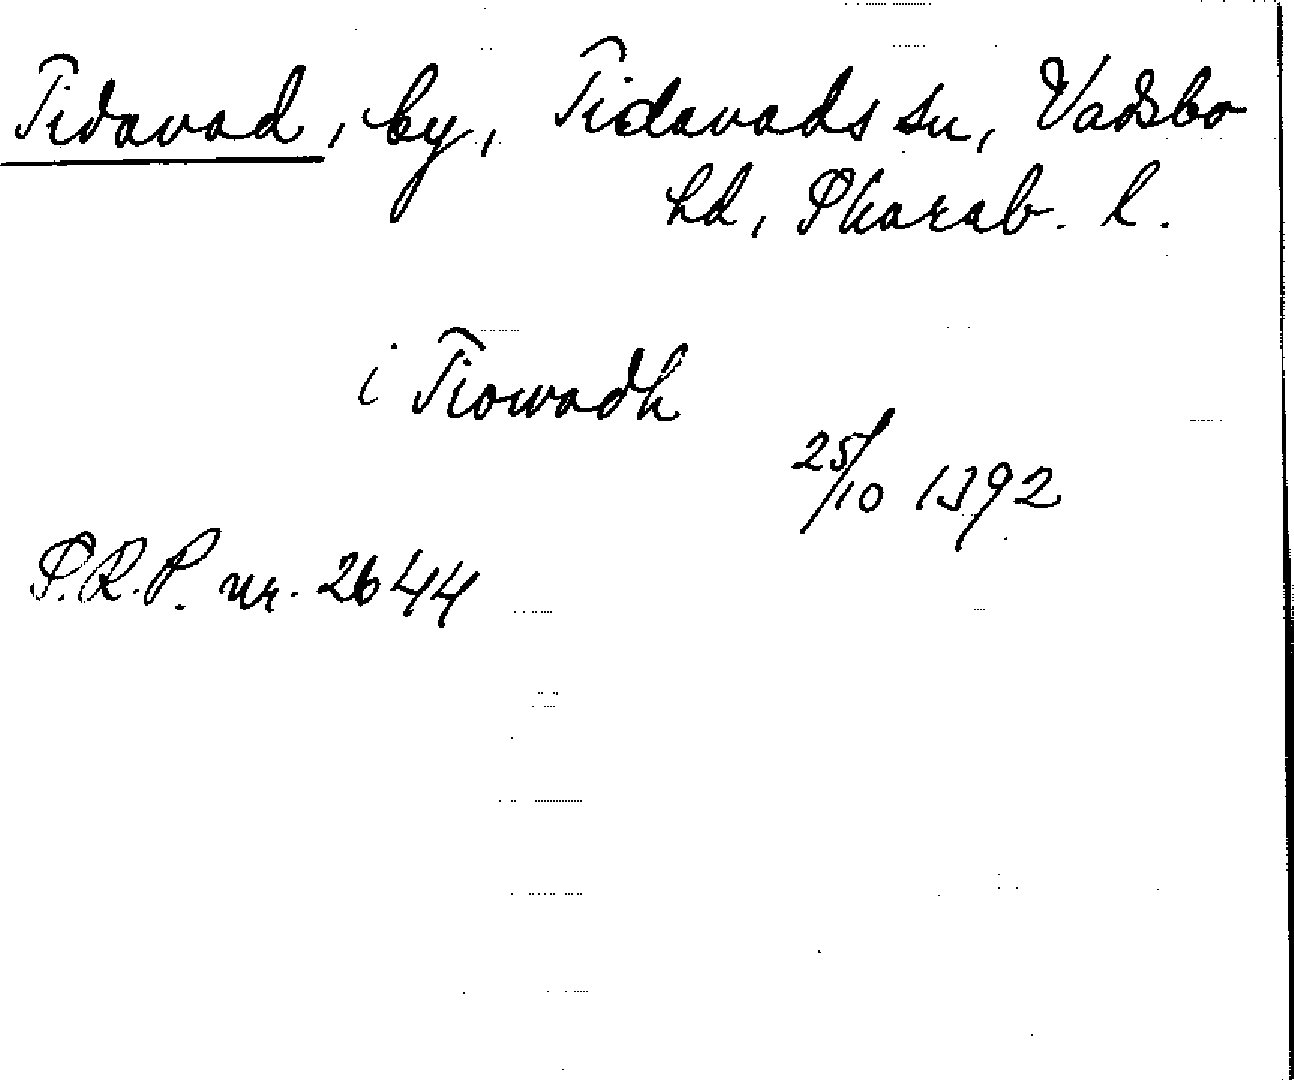 Tidavad, by, Tidavads sn, Vadsbo
hd, Skarab. l.
i Tiowadh
25/10 1392
S.R.P. nr. 2644